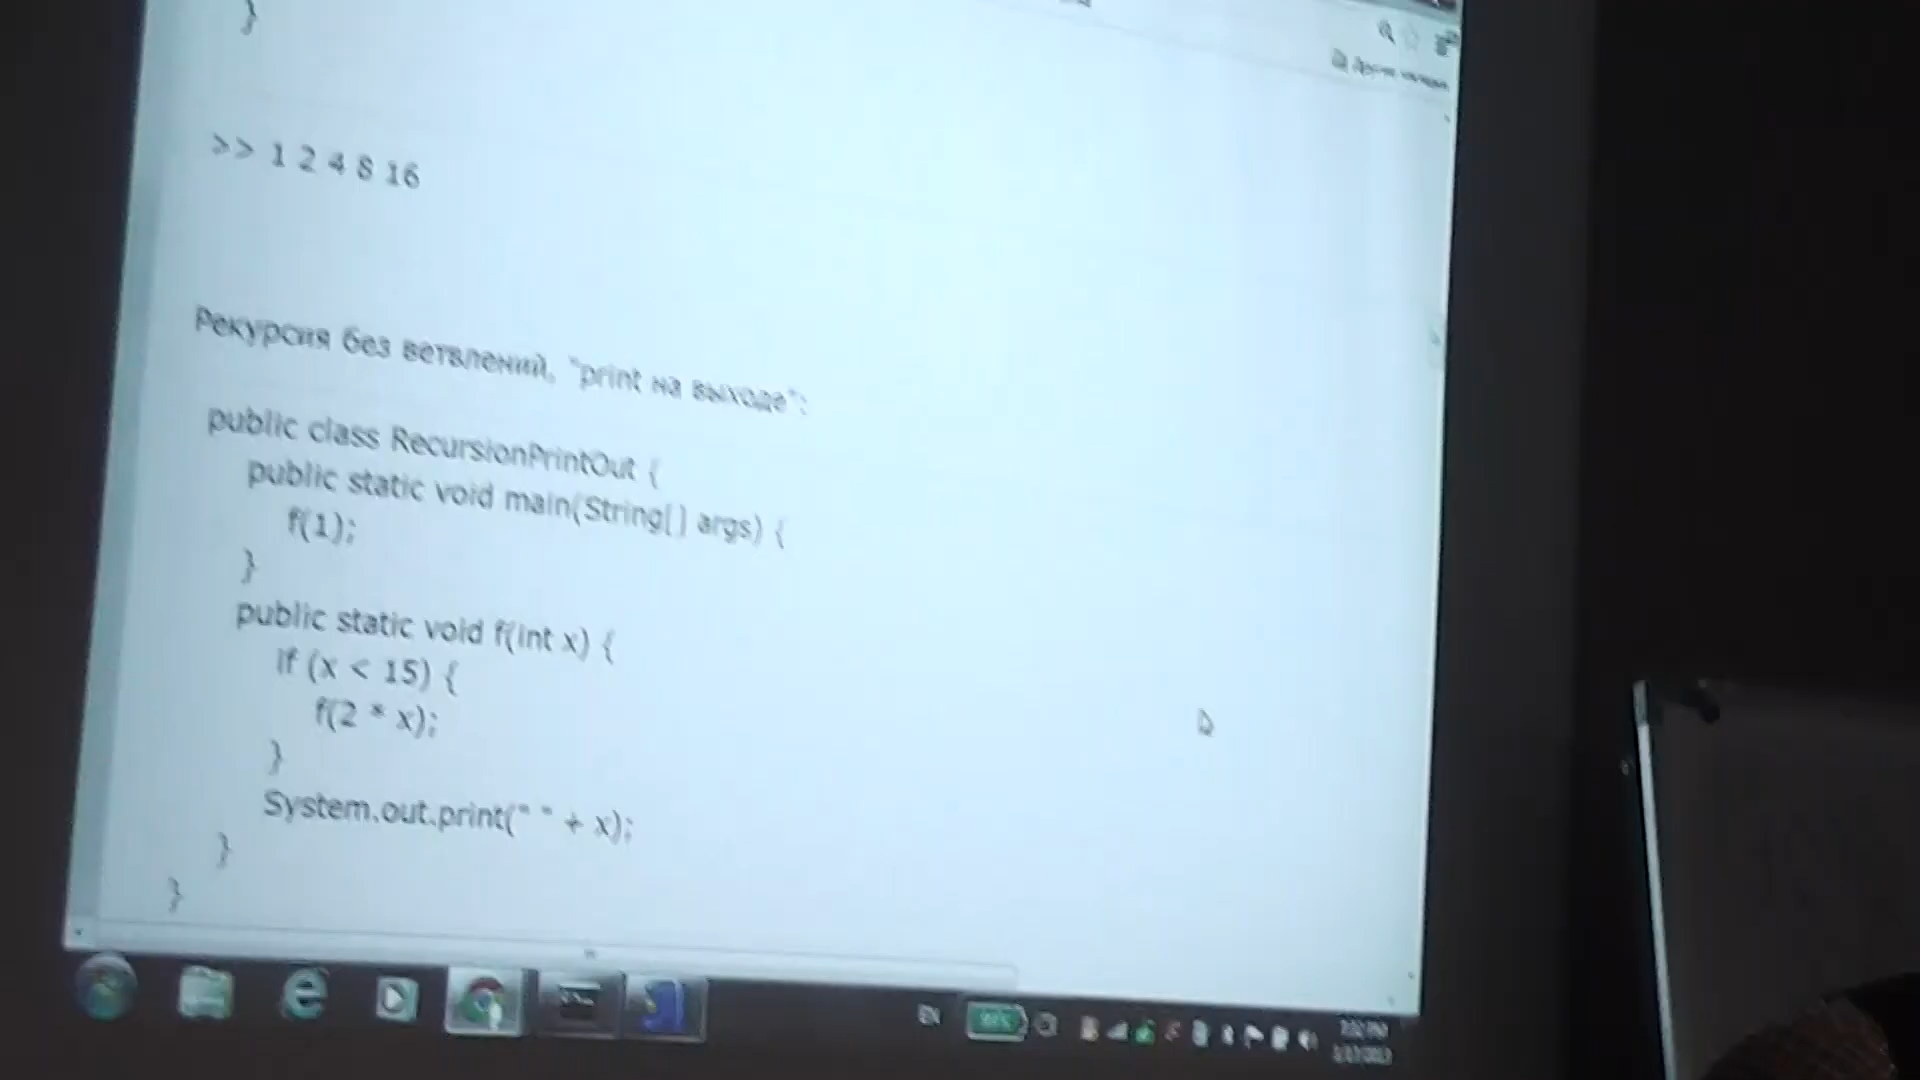 }
>> 1 2 4 8 16
Рекурсия без ветвлений, "print на выходе":
public class RecursionPrintOut {
public static void main(String[] args) {
f(1);
}
public static void f(int x) {
if (x < 15) {
f(2 * x);
}
System.out.print(" " + x);
}
}
EN